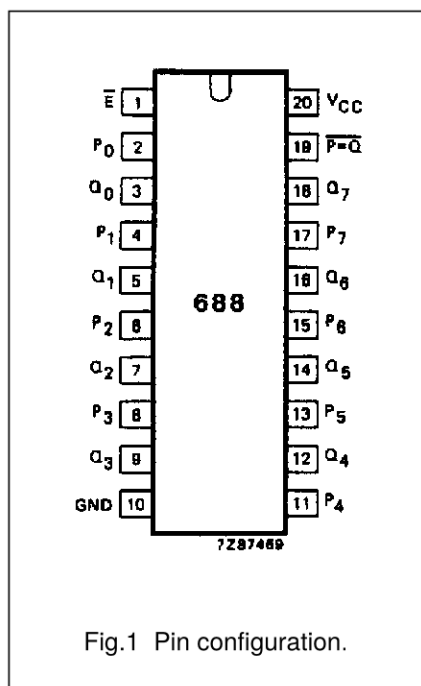 E̅ 1 20 VCC
P0 2 19 P̅=̅Q̅
Q0 3 18 Q7
P1 4 17 P7
Q1 5 16 Q6
688
P2 6 15 P6
Q2 7 14 Q5
P3 8 13 P5
Q3 9 12 Q4
GND 10 11 P4
7Z87469
Fig.1 Pin configuration.